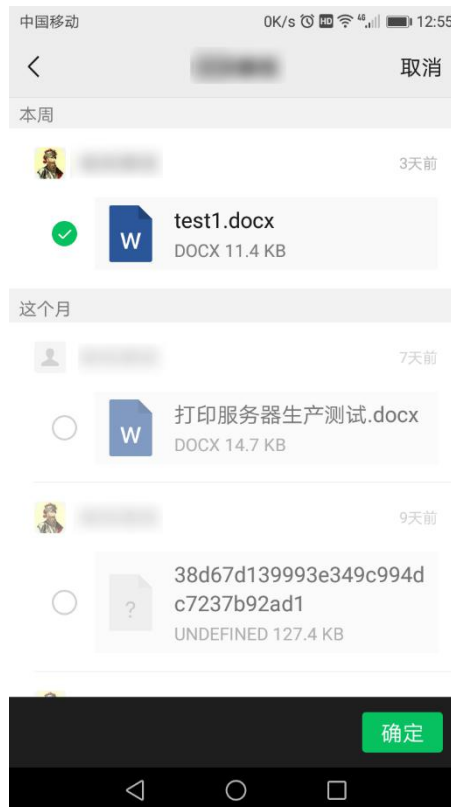 中国移动 0K/s HD 46 12:55
取消
本周
3天前
W
test1.docx
DOCX 11.4 KB
这个月
7天前
W
打印服务器生产测试.docx
DOCX 14.7 KB
9天前
?
38d67d139993e349c994d
c7237b92ad1
UNDEFINED 127.4 KB
确定